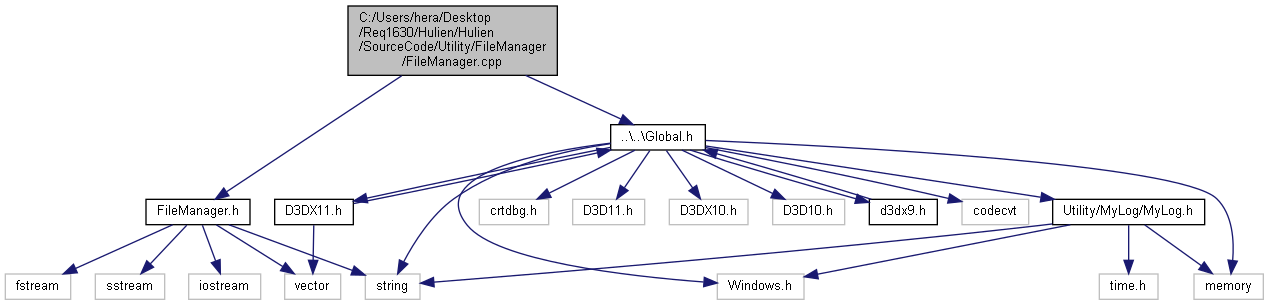 C:/Users/hera/Desktop
/Req1630/Hulien/Hulien
/SourceCode/Utility/FileManager
/FileManager.cpp
..\..\Global.h
FileManager.h
D3DX11.h
crtdbg.h
D3D11.h
D3DX10.h
D3D10.h
d3dx9.h
codecvt
Utility/MyLog/MyLog.h
fstream
sstream
iostream
vector
string
Windows.h
time.h
memory